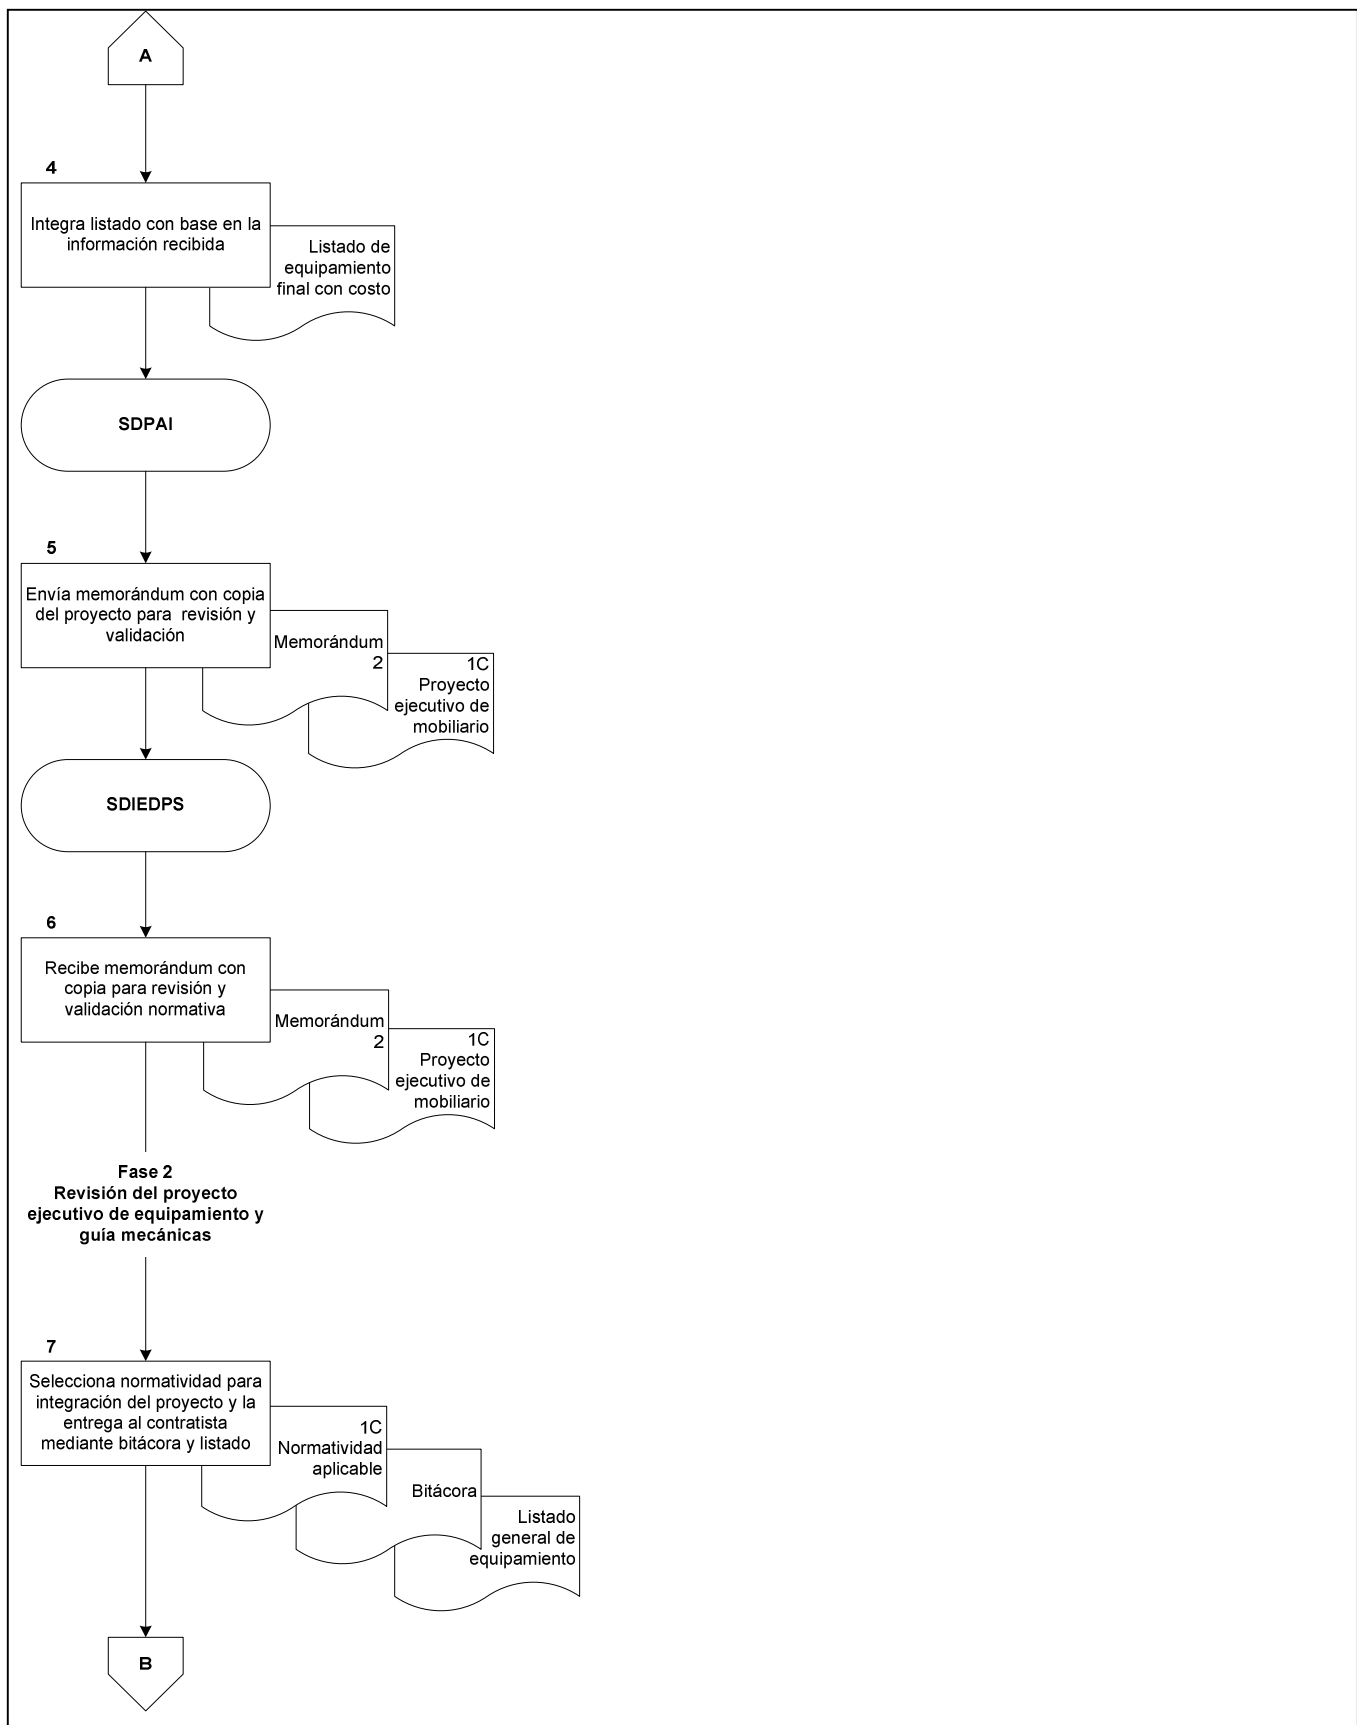 A
4
Integra listado con base en la
información recibida
Listado de
equipamiento
final con costo
SDPAI
5
Envía memorándum con copia
del proyecto para revisión y
validación
Memorándum
2
1C
Proyecto
ejecutivo de
mobiliario
SDIEDPS
6
Recibe memorándum con
copia para revisión y
validación normativa
Memorándum
2
1C
Proyecto
ejecutivo de
mobiliario
Fase 2
Revisión del proyecto
ejecutivo de equipamiento y
guía mecánicas
7
Selecciona normatividad para
integración del proyecto y la
entrega al contratista
mediante bitácora y listado
1C
Normatividad
aplicable
Bitácora
Listado
general de
equipamiento
B